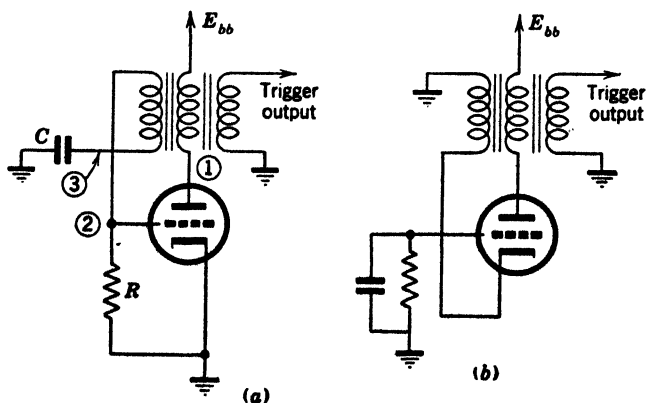 E_bb
Trigger
output
C
③
①
②
R
(a)
E_bb
Trigger
output
(b)